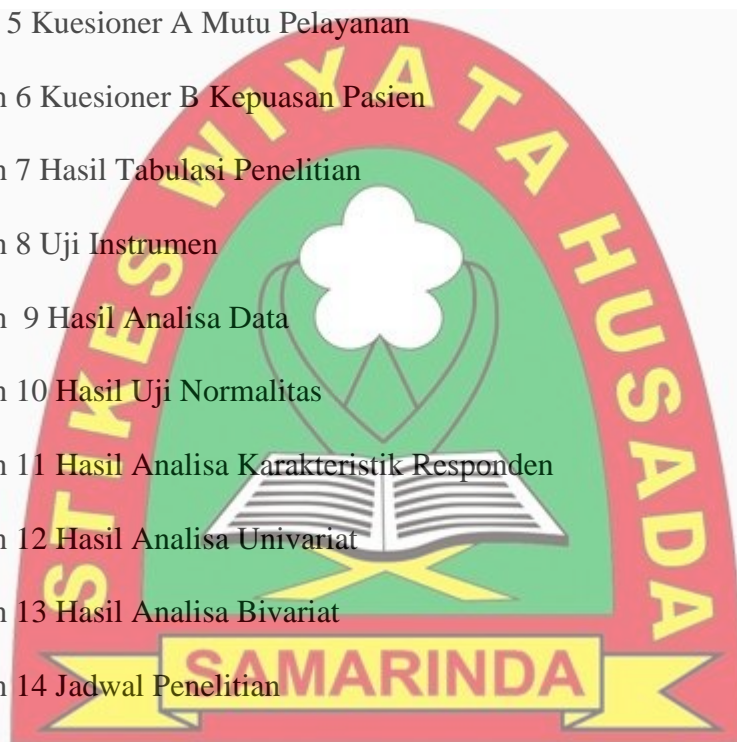 5 Kuesioner A Mutu Pelayanan
n 6 Kuesioner B Kepuasan Pasien
n 7 Hasil Tabulasi Penelitian
n 8 Uji Instrumen
n 9 Hasil Analisa Data
n 10 Hasil Uji Normalitas
n 11 Hasil Analisa Karakteristik Responden
n 12 Hasil Analisa Univariat
n 13 Hasil Analisa Bivariat
n 14 Jadwal Penelitian
STIKES WIYATA HUSADA
SAMARINDA